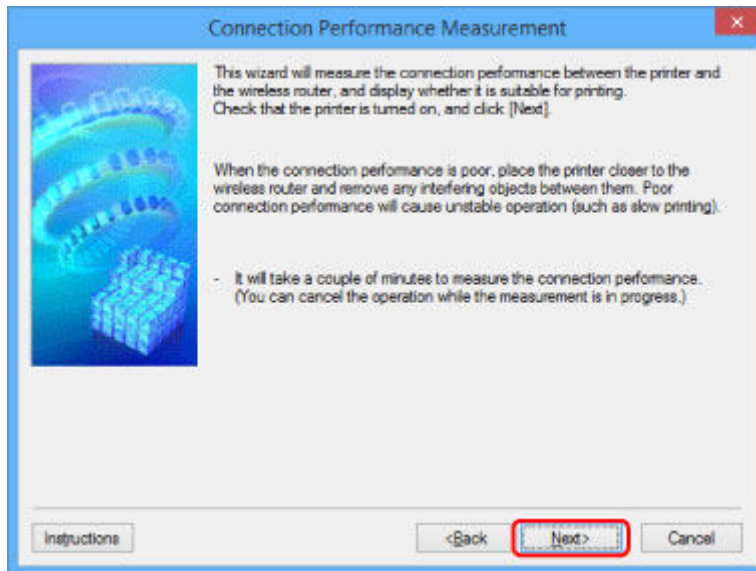 Connection Performance Measurement
This wizard will measure the connection performance between the printer and
the wireless router, and display whether it is suitable for printing.
Check that the printer is turned on, and click [Next].
When the connection performance is poor, place the printer closer to the
wireless router and remove any interfering objects between them. Poor
connection performance will cause unstable operation (such as slow printing).
- It will take a couple of minutes to measure the connection performance.
(You can cancel the operation while the measurement is in progress.)
Instructions <Back Next> Cancel